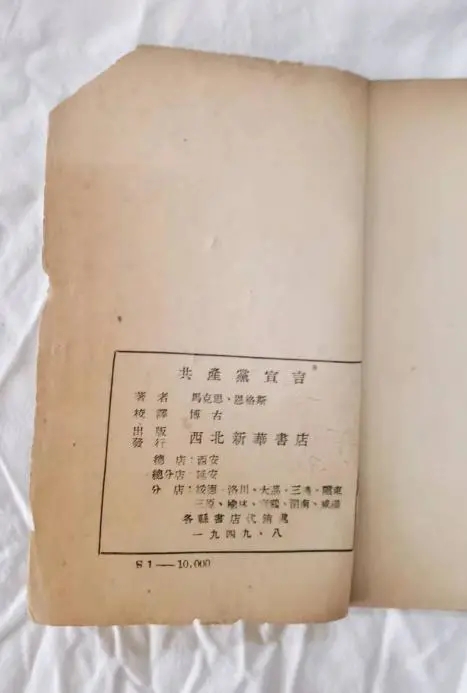 共產黨宣言
著者 馬克思、恩格斯
校譯 博古
出版發行 西北新華書店
總店：西安
總分店：延安
分店：綏德、洛川、大荔、三邊、隴東
三原、榆林、寶鷄、渭南、咸陽
各縣書店代銷處
一九四九、八
S1—10,000